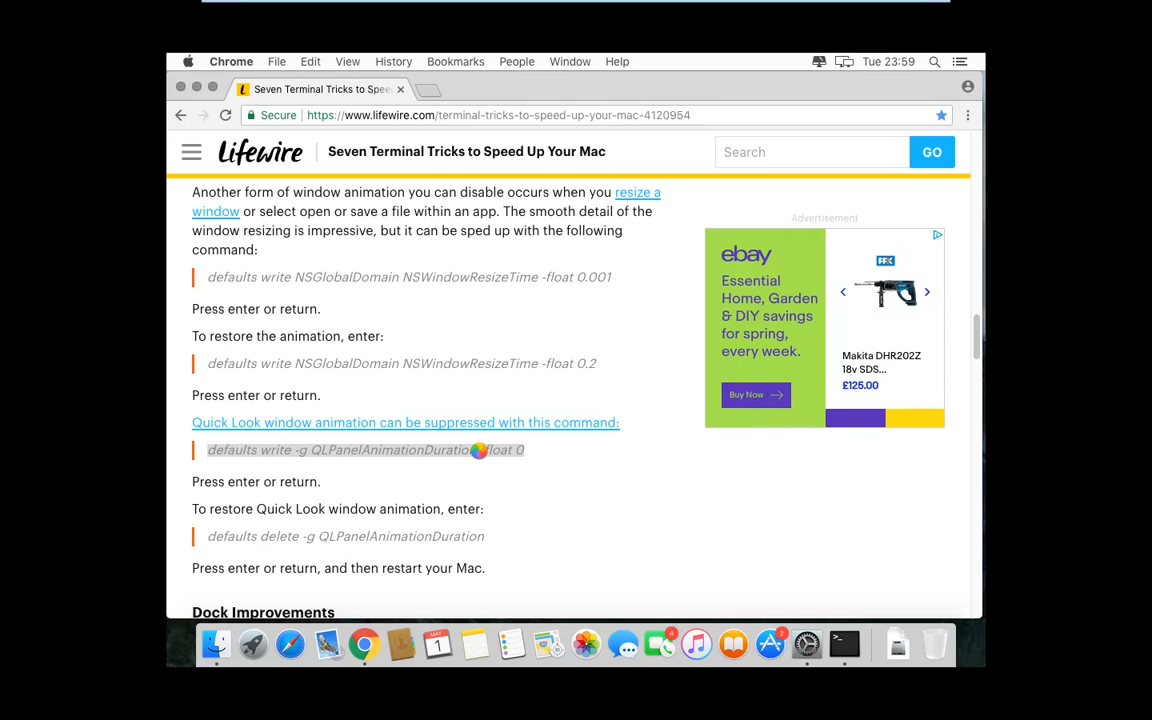 Chrome File Edit View History Bookmarks People Window Help Tue 23:59
Seven Terminal Tricks to Spee
Secure https://www.lifewire.com/terminal-tricks-to-speed-up-your-mac-4120954
Lifewire Seven Terminal Tricks to Speed Up Your Mac Search GO
Another form of window animation you can disable occurs when you resize a
window or select open or save a file within an app. The smooth detail of the
window resizing is impressive, but it can be sped up with the following
command:
defaults write NSGlobalDomain NSWindowResizeTime -float 0.001
Press enter or return.
To restore the animation, enter:
defaults write NSGlobalDomain NSWindowResizeTime -float 0.2
Press enter or return.
Quick Look window animation can be suppressed with this command:
defaults write -g QLPanelAnimationDuration -float 0
Press enter or return.
To restore Quick Look window animation, enter:
defaults delete -g QLPanelAnimationDuration
Press enter or return, and then restart your Mac.
Dock Improvements
Advertisement
ebay
Essential
Home, Garden
& DIY savings
for spring,
every week.
Buy Now
Makita DHR202Z
18v SDS...
£125.00
MAY
1
4
2